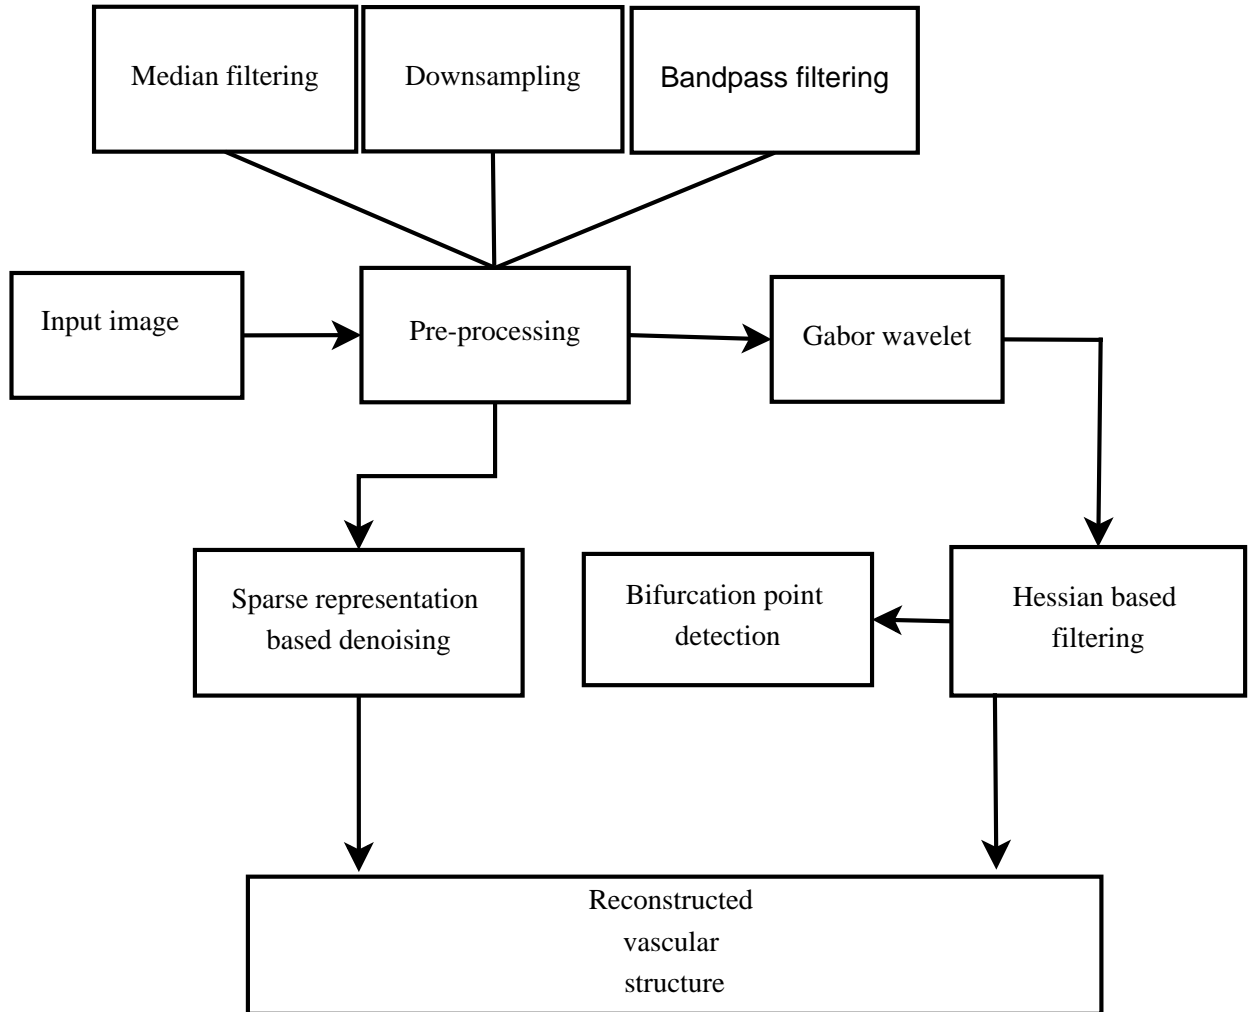 Median filtering
Downsampling
Bandpass filtering
Input image
Pre-processing
Gabor wavelet
Sparse representation
based denoising
Bifurcation point
detection
Hessian based
filtering
Reconstructed
vascular
structure